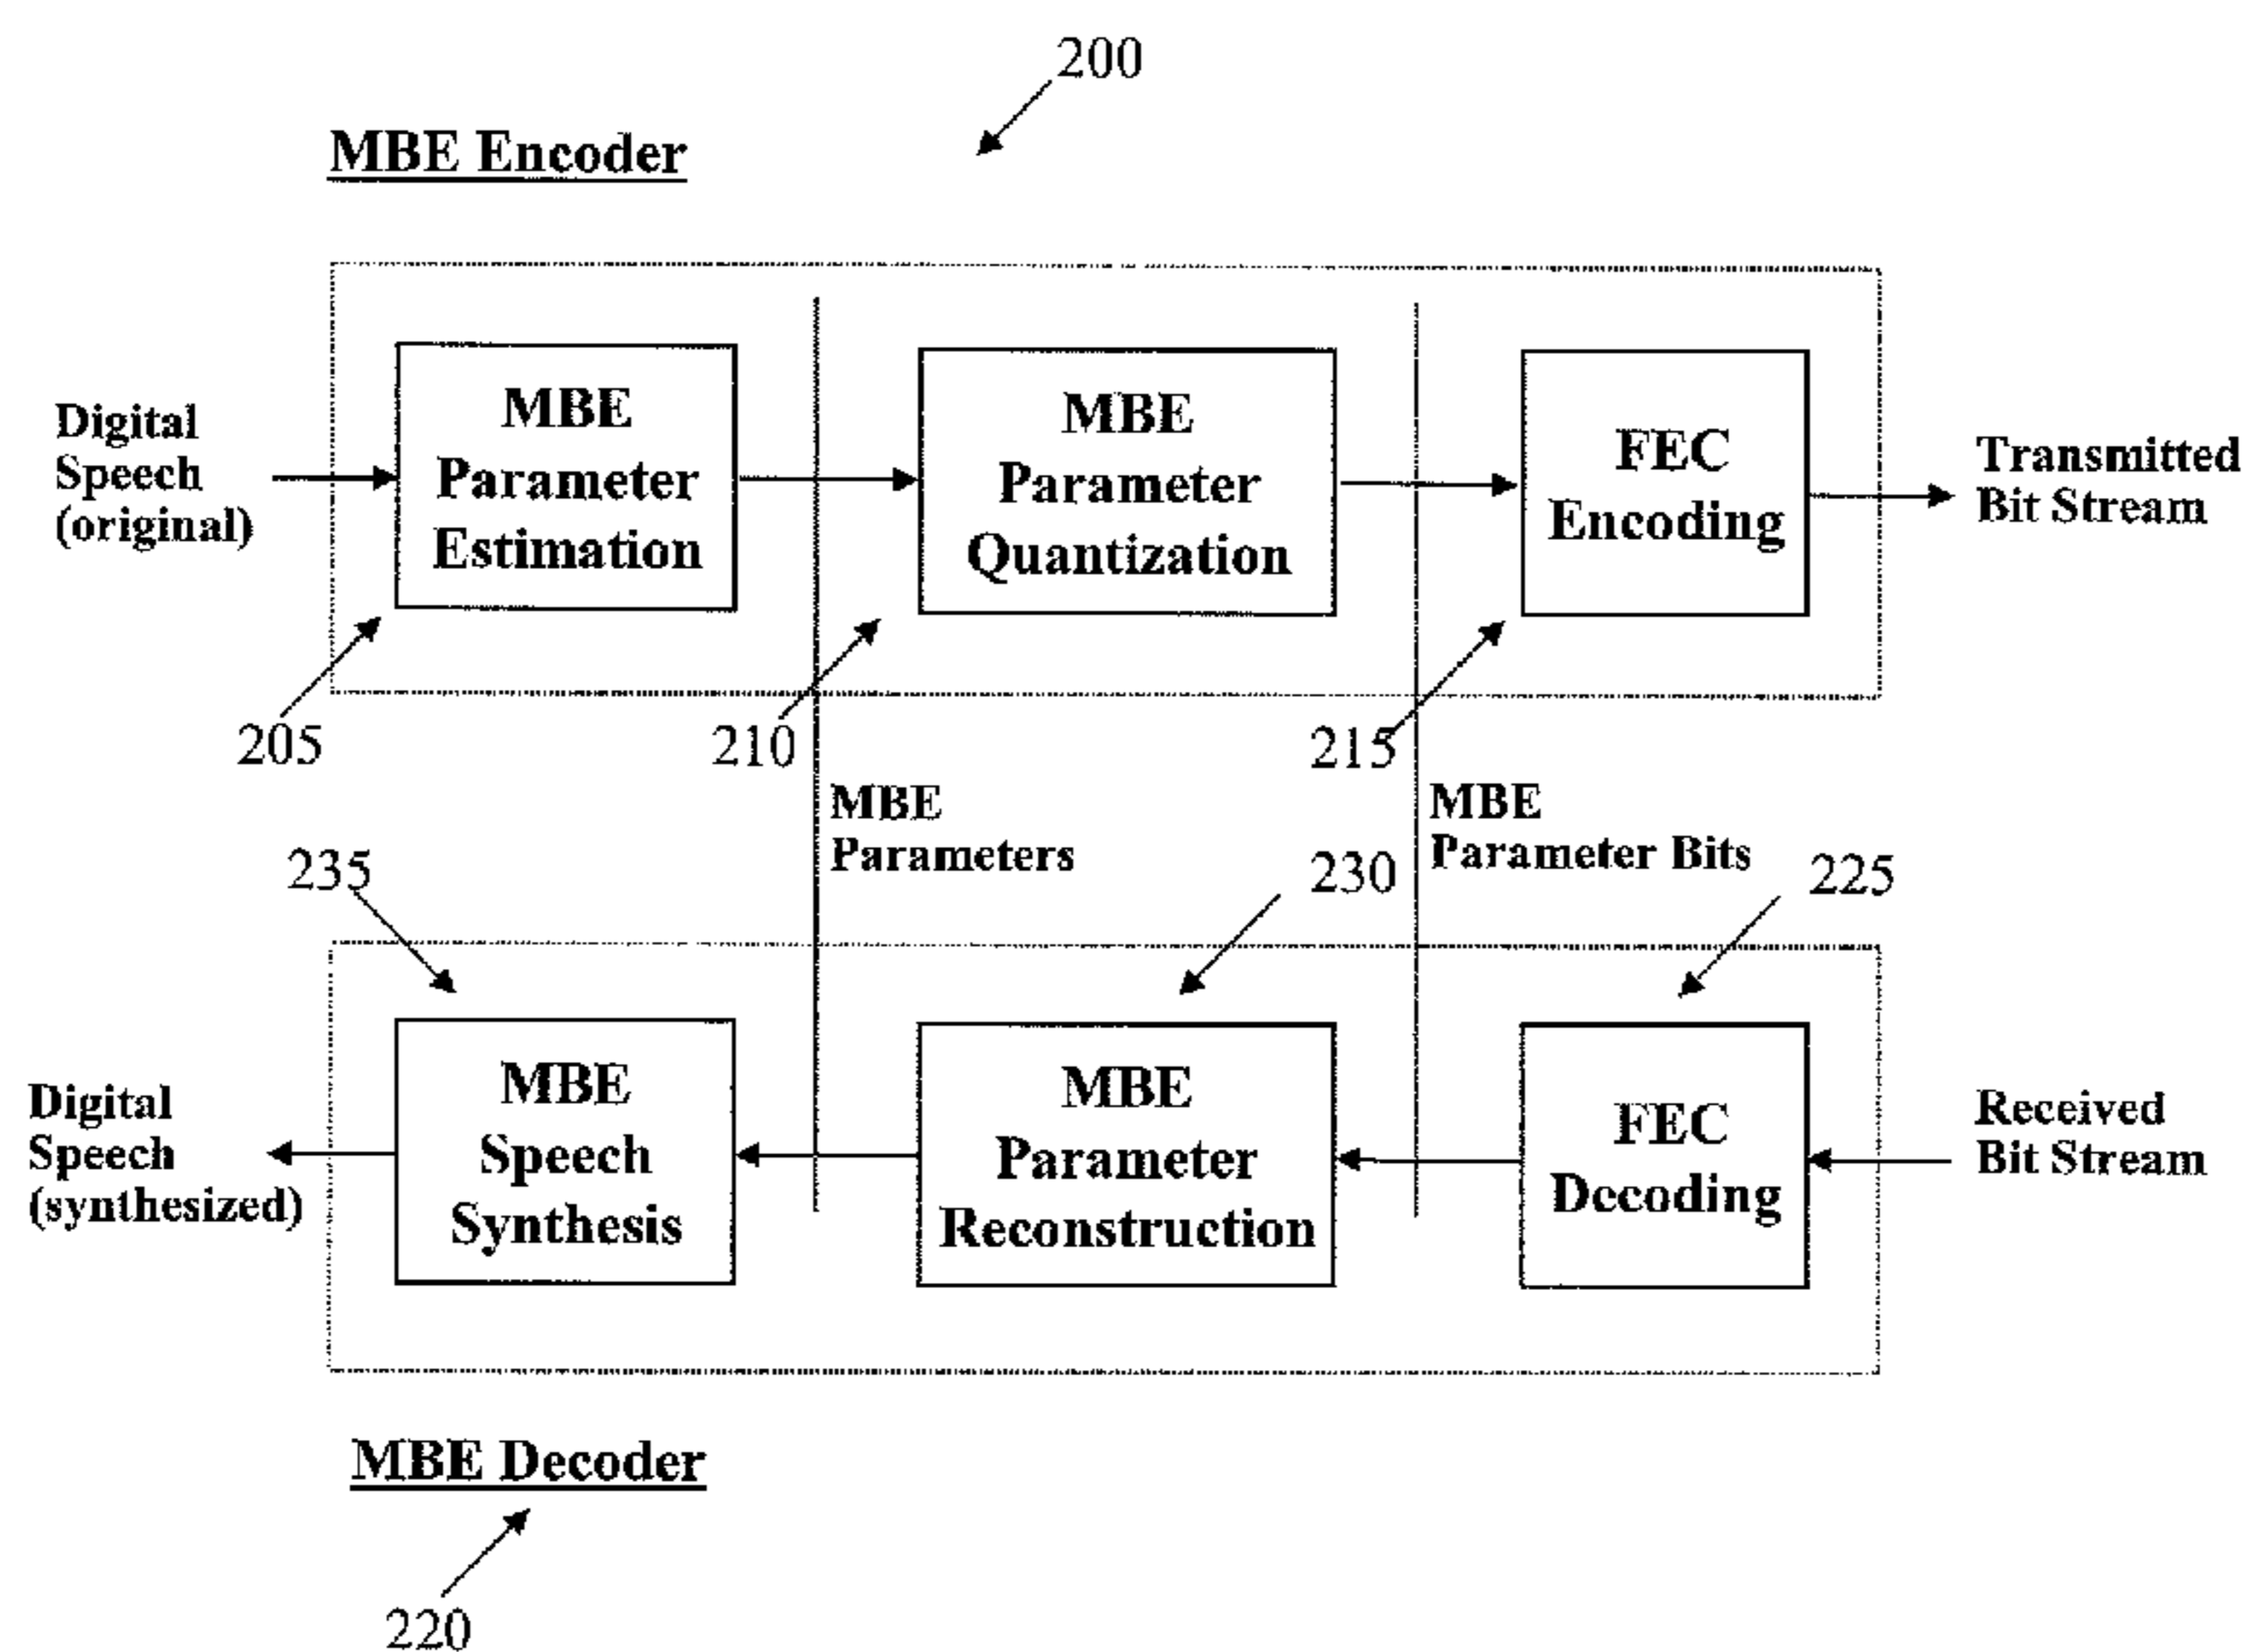 200
MBE Encoder
Digital
Speech
(original)
MBE
Parameter
Estimation
MBE
Parameter
Quantization
FEC
Encoding
Transmitted
Bit Stream
205
210
215
MBE
Parameters
MBE
Parameter Bits
235
230
225
Digital
Speech
(synthesized)
MBE
Speech
Synthesis
MBE
Parameter
Reconstruction
FEC
Decoding
Received
Bit Stream
MBE Decoder
220